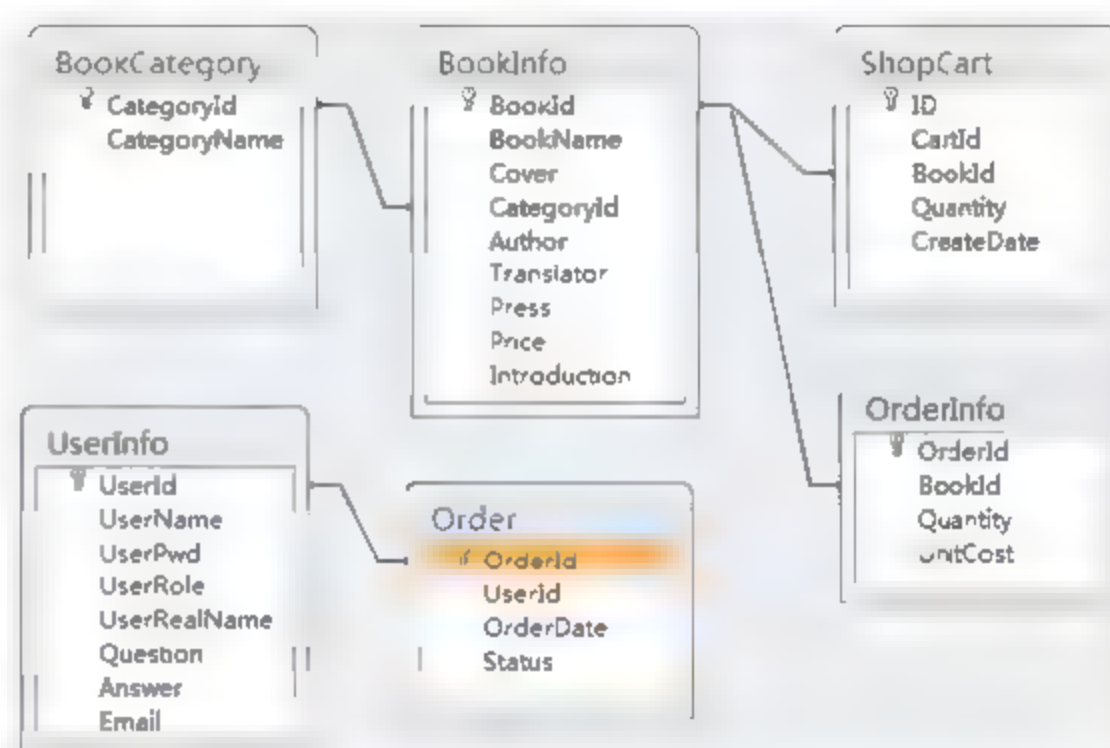 BookCategory
CategoryId
CategoryName
BookInfo
BookId
BookName
Cover
CategoryId
Author
Translator
Press
Price
Introduction
ShopCart
ID
CartId
BookId
Quantity
CreateDate
UserInfo
UserId
UserName
UserPwd
UserRole
UserRealName
Question
Answer
Email
Order
OrderId
UserId
OrderDate
Status
OrderInfo
OrderId
BookId
Quantity
UnitCost